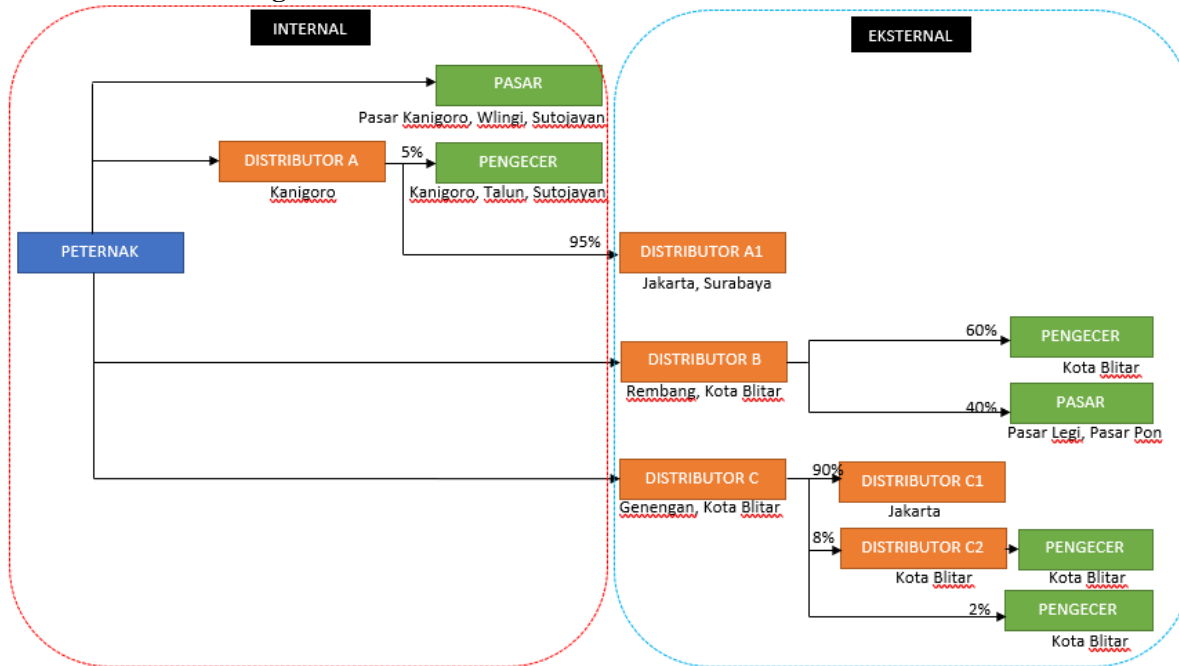 INTERNAL
EKSTERNAL
PASAR
Pasar Kanigoro, Wlingi, Sutojayan
DISTRIBUTOR A
Kanigoro
5%
PENGECER
Kanigoro, Talun, Sutojayan
PETERNAK
95%
DISTRIBUTOR A1
Jakarta, Surabaya
DISTRIBUTOR B
Rembang, Kota Blitar
60%
PENGECER
Kota Blitar
40%
PASAR
Pasar Legi, Pasar Pon
DISTRIBUTOR C
Genengan, Kota Blitar
90%
DISTRIBUTOR C1
Jakarta
8%
DISTRIBUTOR C2
Kota Blitar
PENGECER
Kota Blitar
2%
PENGECER
Kota Blitar